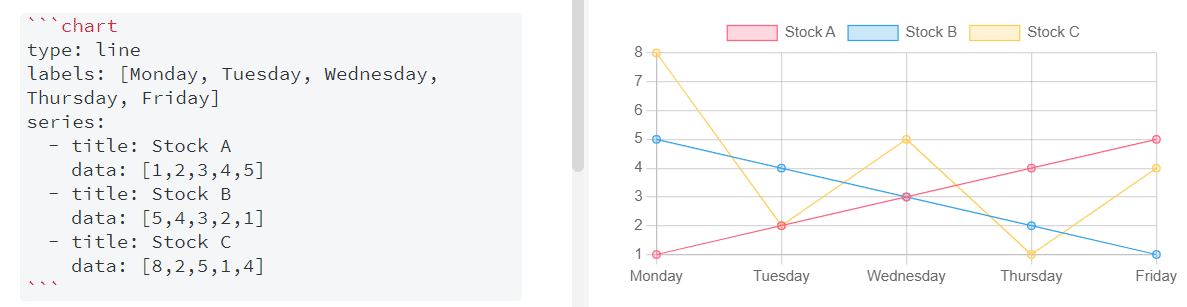 ```chart
type: line
labels: [Monday, Tuesday, Wednesday,
Thursday, Friday]
series:
  - title: Stock A
    data: [1,2,3,4,5]
  - title: Stock B
    data: [5,4,3,2,1]
  - title: Stock C
    data: [8,2,5,1,4]
```
Stock A Stock B Stock C
8
7
6
5
4
3
2
1
Monday Tuesday Wednesday Thursday Friday